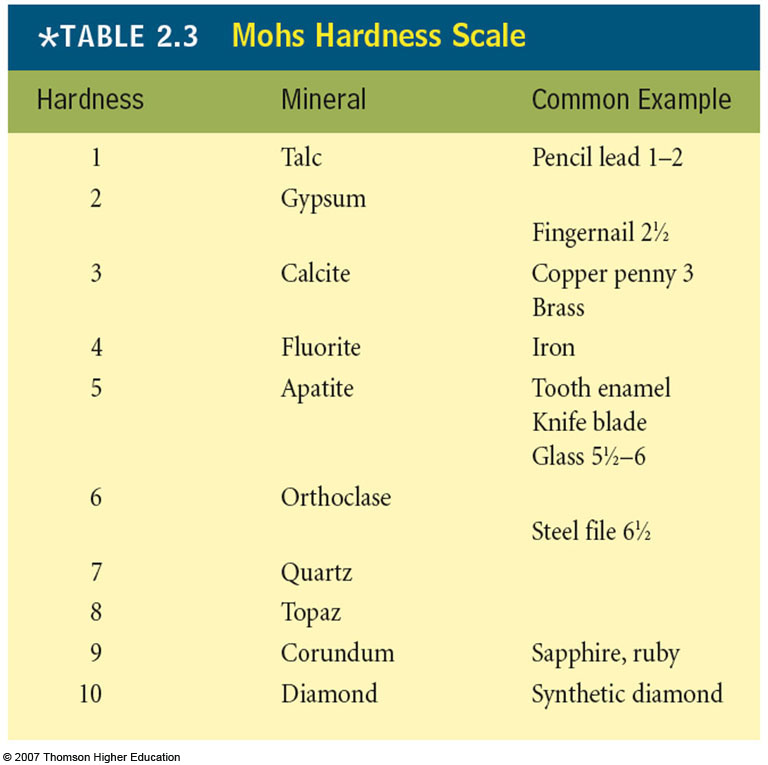 *TABLE 2.3 Mohs Hardness Scale
Hardness Mineral Common Example
1 Talc Pencil lead 1–2
2 Gypsum
Fingernail 2½
3 Calcite Copper penny 3
Brass
4 Fluorite Iron
5 Apatite Tooth enamel
Knife blade
Glass 5½–6
6 Orthoclase
Steel file 6½
7 Quartz
8 Topaz
9 Corundum Sapphire, ruby
10 Diamond Synthetic diamond
© 2007 Thomson Higher Education